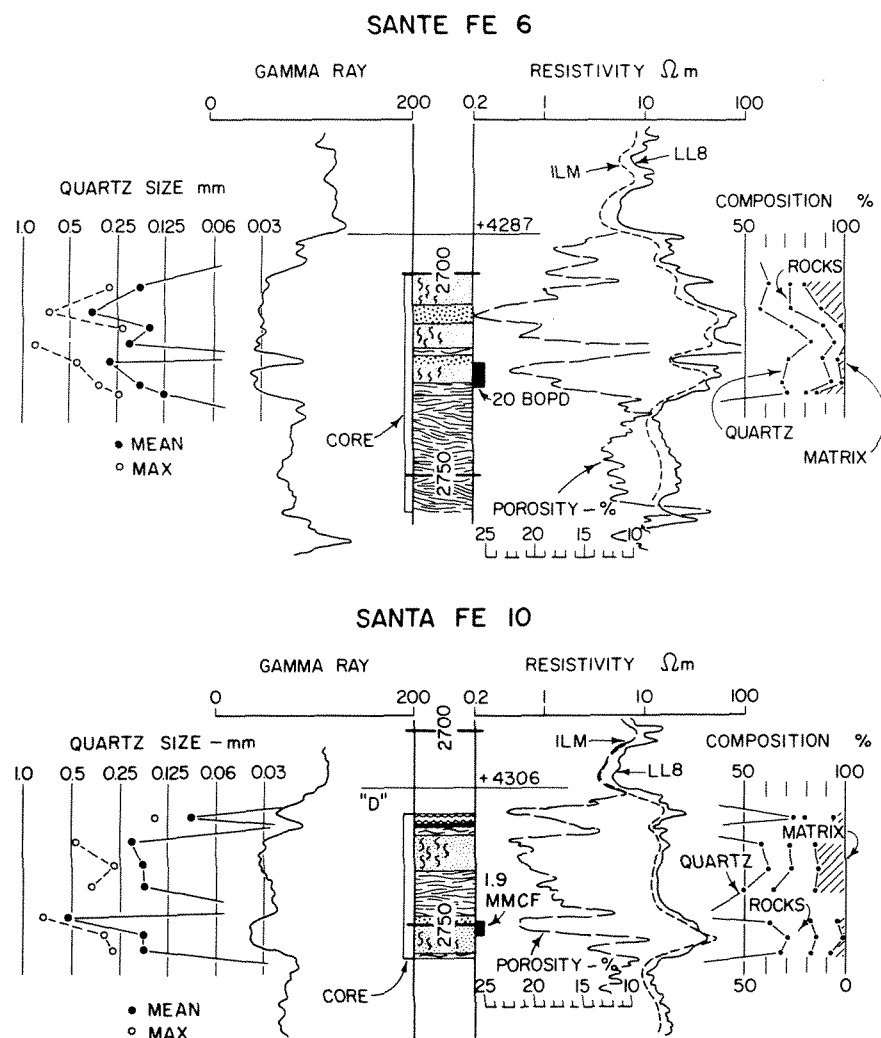 SANTE FE 6
GAMMA RAY
RESISTIVITY Ωm
0 200 0.2 1 10 100
ILM
LL8
QUARTZ SIZE mm
COMPOSITION %
1.0 0.5 0.25 0.125 0.06 0.03
+4287
50 100
2700
ROCKS
20 BOPD
CORE
QUARTZ
MEAN
MAX
MATRIX
2750
POROSITY - %
25 20 15 10
SANTA FE 10
GAMMA RAY
RESISTIVITY Ωm
0 200 0.2 1 10 100
2700
QUARTZ SIZE - mm
ILM
COMPOSITION %
LL8
1.0 0.5 0.25 0.125 0.06 0.03
+4306
50 100
"D"
MATRIX
QUARTZ
1.9
MMCF
ROCKS
2750
POROSITY - %
CORE
25 20 15 10
50 0
MEAN
MAX